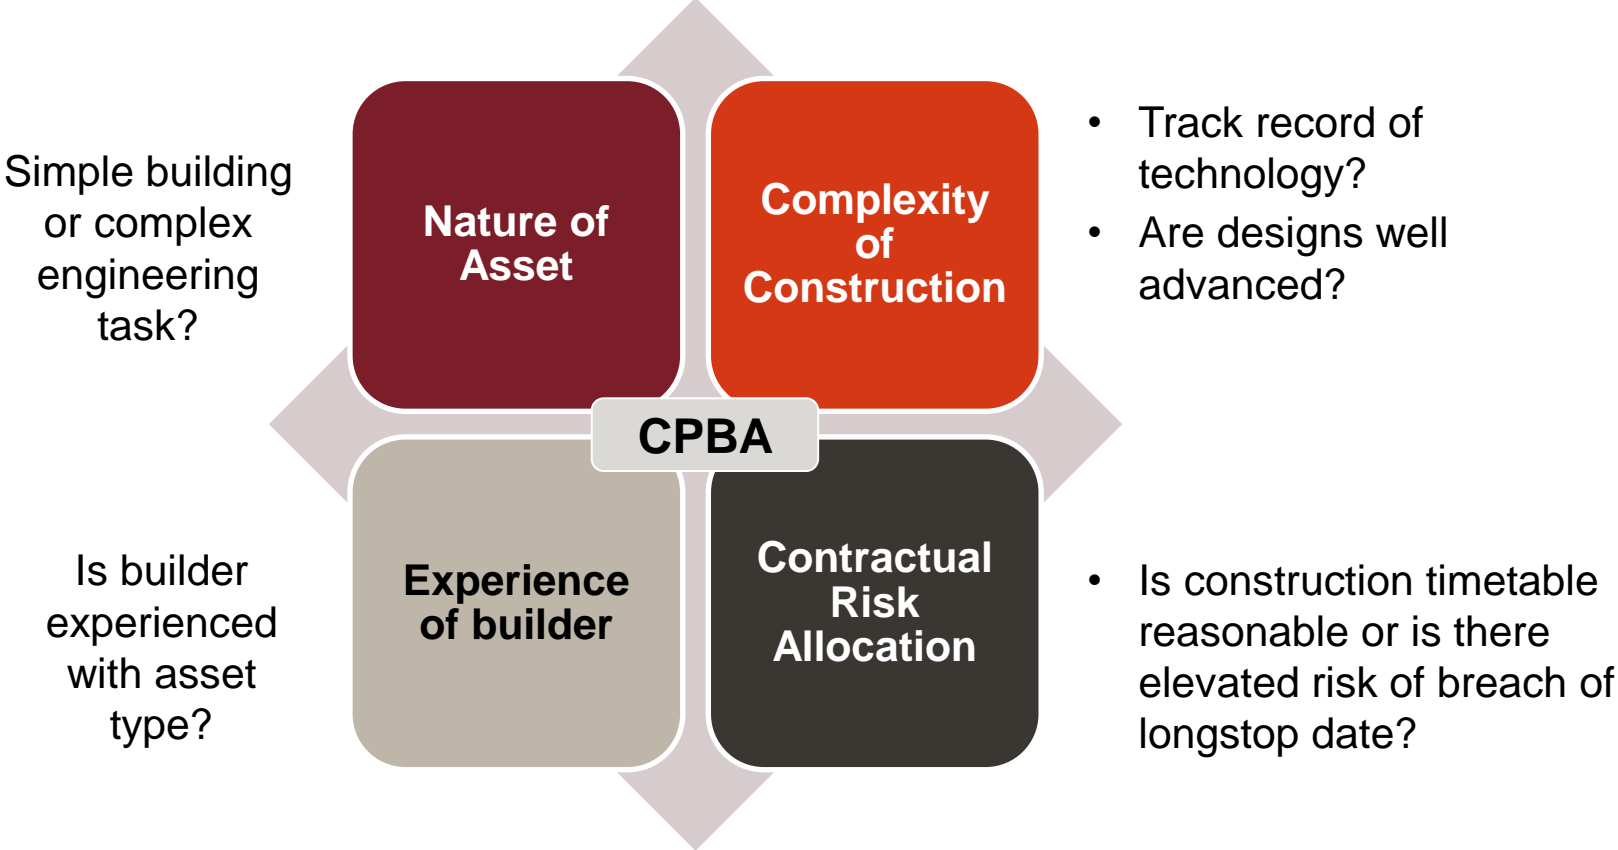 Simple building
or complex
engineering
task?
Nature of
Asset
Complexity
of
Construction
• Track record of
technology?
• Are designs well
advanced?
CPBA
Is builder
experienced
with asset
type?
Experience
of builder
Contractual
Risk
Allocation
• Is construction timetable
reasonable or is there
elevated risk of breach of
longstop date?